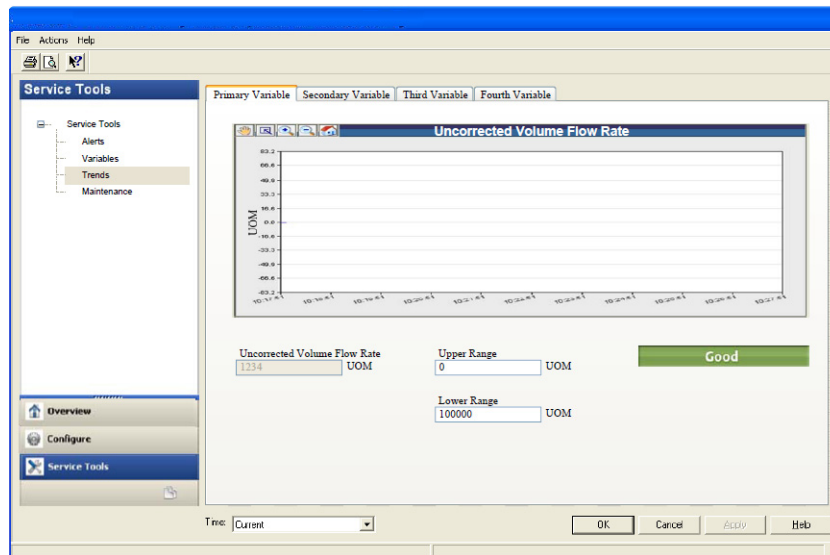 File Actions Help
Service Tools
Service Tools
Alerts
Variables
Trends
Maintenance
Overview
Configure
Service Tools
Primary Variable Secondary Variable Third Variable Fourth Variable
Uncorrected Volume Flow Rate
UOM
83.2
66.6
49.9
33.3
16.6
0.0
-16.6
-33.3
-49.9
-66.6
-83.2
Uncorrected Volume Flow Rate
1234 UOM
Upper Range
0 UOM
Good
Lower Range
100000 UOM
Time: Current
OK Cancel Apply Help